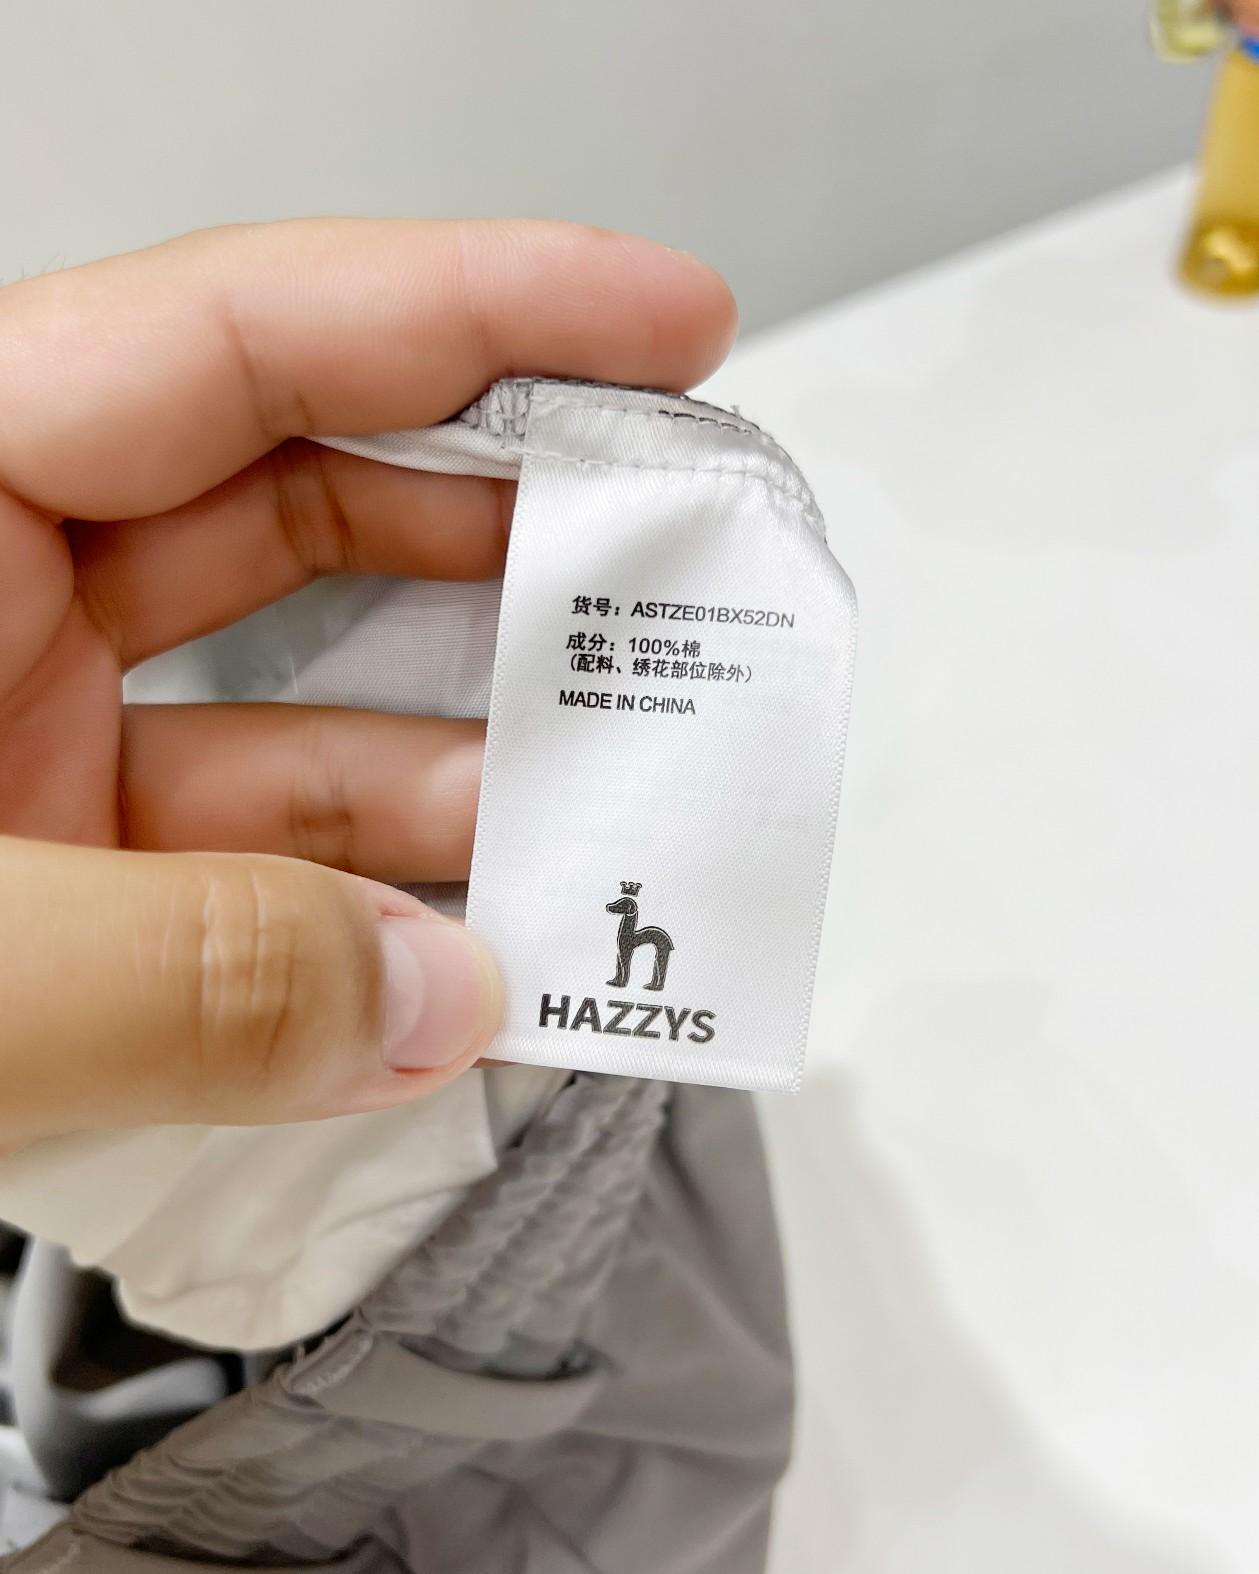 货号：ASTZE01BX52DN
成分：100%棉
（配料、绣花部位除外）
MADE IN CHINA
HAZZYS